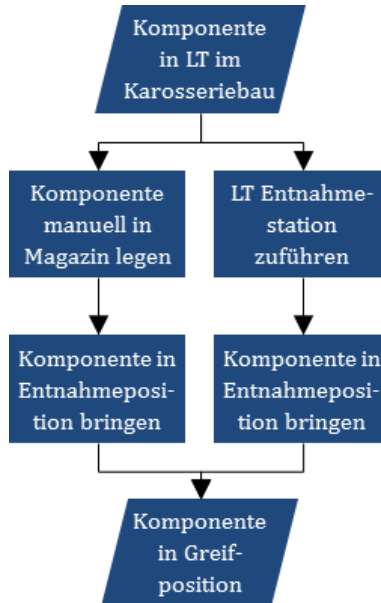 Komponente
in LT im
Karosseriebau
Komponente
manuell in
Magazin legen
LT Entnahme-
station
zuführen
Komponente in
Entnahmeposi-
tion bringen
Komponente in
Entnahmeposi-
tion bringen
Komponente
in Greif-
position